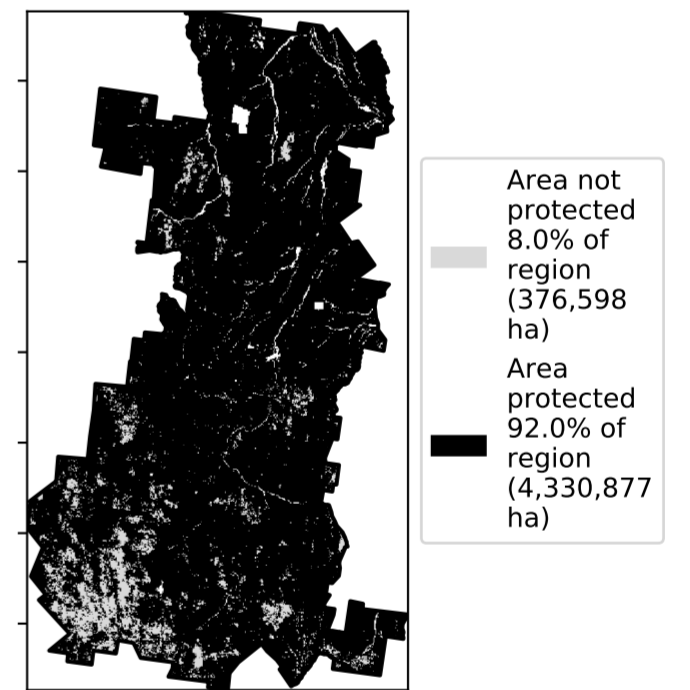 Area not
protected
8.0% of
region
(376,598
ha)
Area
protected
92.0% of
region
(4,330,877
ha)